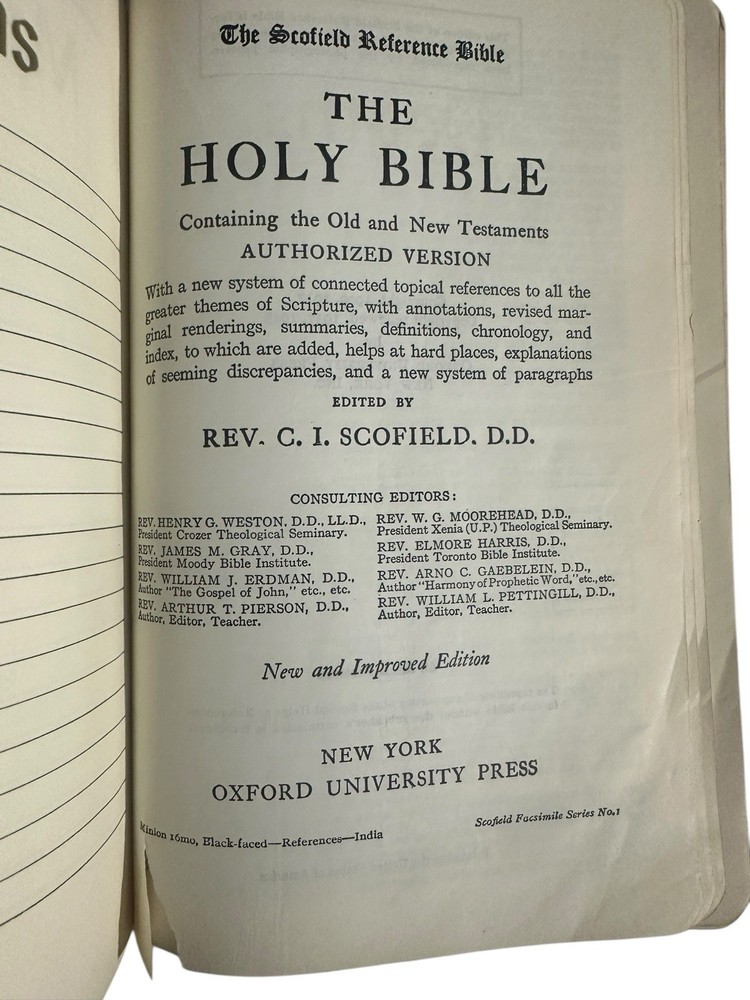 The Scofield Reference Bible
THE
HOLY BIBLE
Containing the Old and New Testaments
AUTHORIZED VERSION
With a new system of connected topical references to all the
greater themes of Scripture, with annotations, revised mar-
ginal renderings, summaries, definitions, chronology, and
index, to which are added, helps at hard places, explanations
of seeming discrepancies, and a new system of paragraphs
EDITED BY
REV. C. I. SCOFIELD. D.D.
CONSULTING EDITORS:
REV. HENRY G. WESTON, D.D., LL.D.,
President Crozer Theological Seminary.
REV. JAMES M. GRAY, D.D.,
President Moody Bible Institute.
REV. WILLIAM J. ERDMAN, D.D.,
Author "The Gospel of John," etc., etc.
REV. ARTHUR T. PIERSON, D.D.,
Author, Editor, Teacher.
REV. W. G. MOOREHEAD, D.D.,
President Xenia (U.P.) Theological Seminary.
REV. ELMORE HARRIS, D.D.,
President Toronto Bible Institute.
REV. ARNO C. GAEBELEIN, D.D.,
Author "Harmony of Prophetic Word," etc., etc.
REV. WILLIAM L. PETTINGILL, D.D.,
Author, Editor, Teacher.
New and Improved Edition
NEW YORK
OXFORD UNIVERSITY PRESS
Minion 16mo, Black-faced—References—India
Scofield Facsimile Series No.1